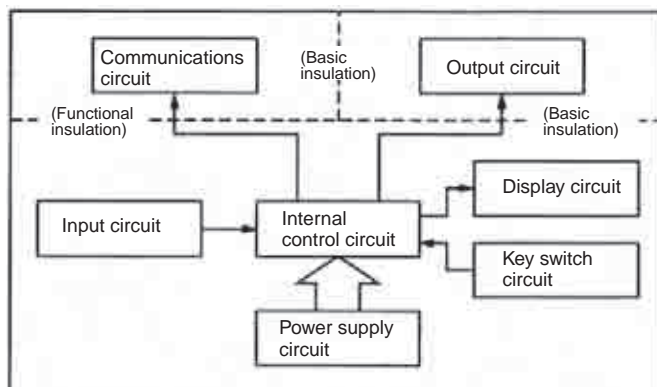 Communications
circuit
(Basic
insulation)
Output circuit
(Functional
insulation)
(Basic
insulation)
Input circuit
Internal
control circuit
Display circuit
Key switch
circuit
Power supply
circuit